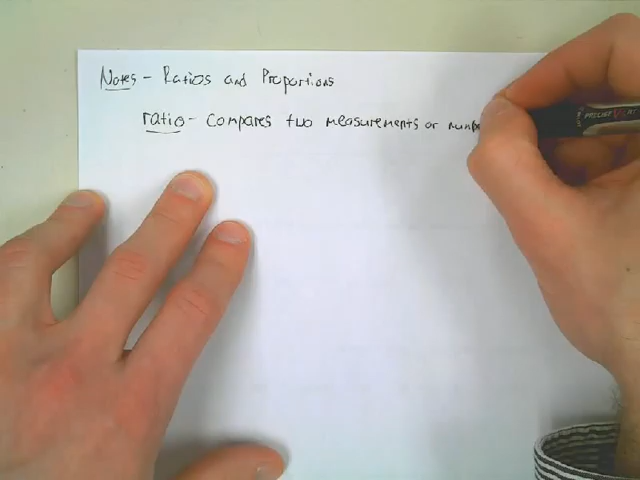 Notes - Ratios and Proportions
ratio - compares two measurements or